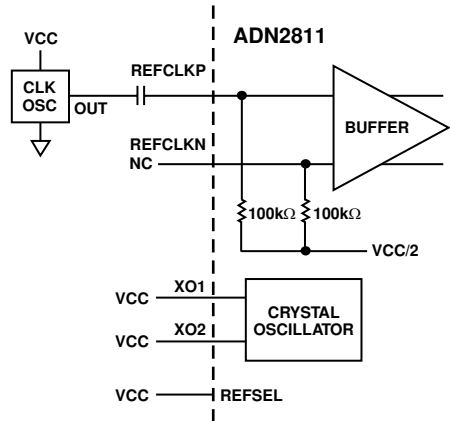 ADN2811
VCC
CLK
OSC
OUT
REFCLKP
BUFFER
REFCLKN
NC
100kΩ
100kΩ
VCC/2
VCC
XO1
CRYSTAL
OSCILLATOR
VCC
XO2
VCC
REFSEL